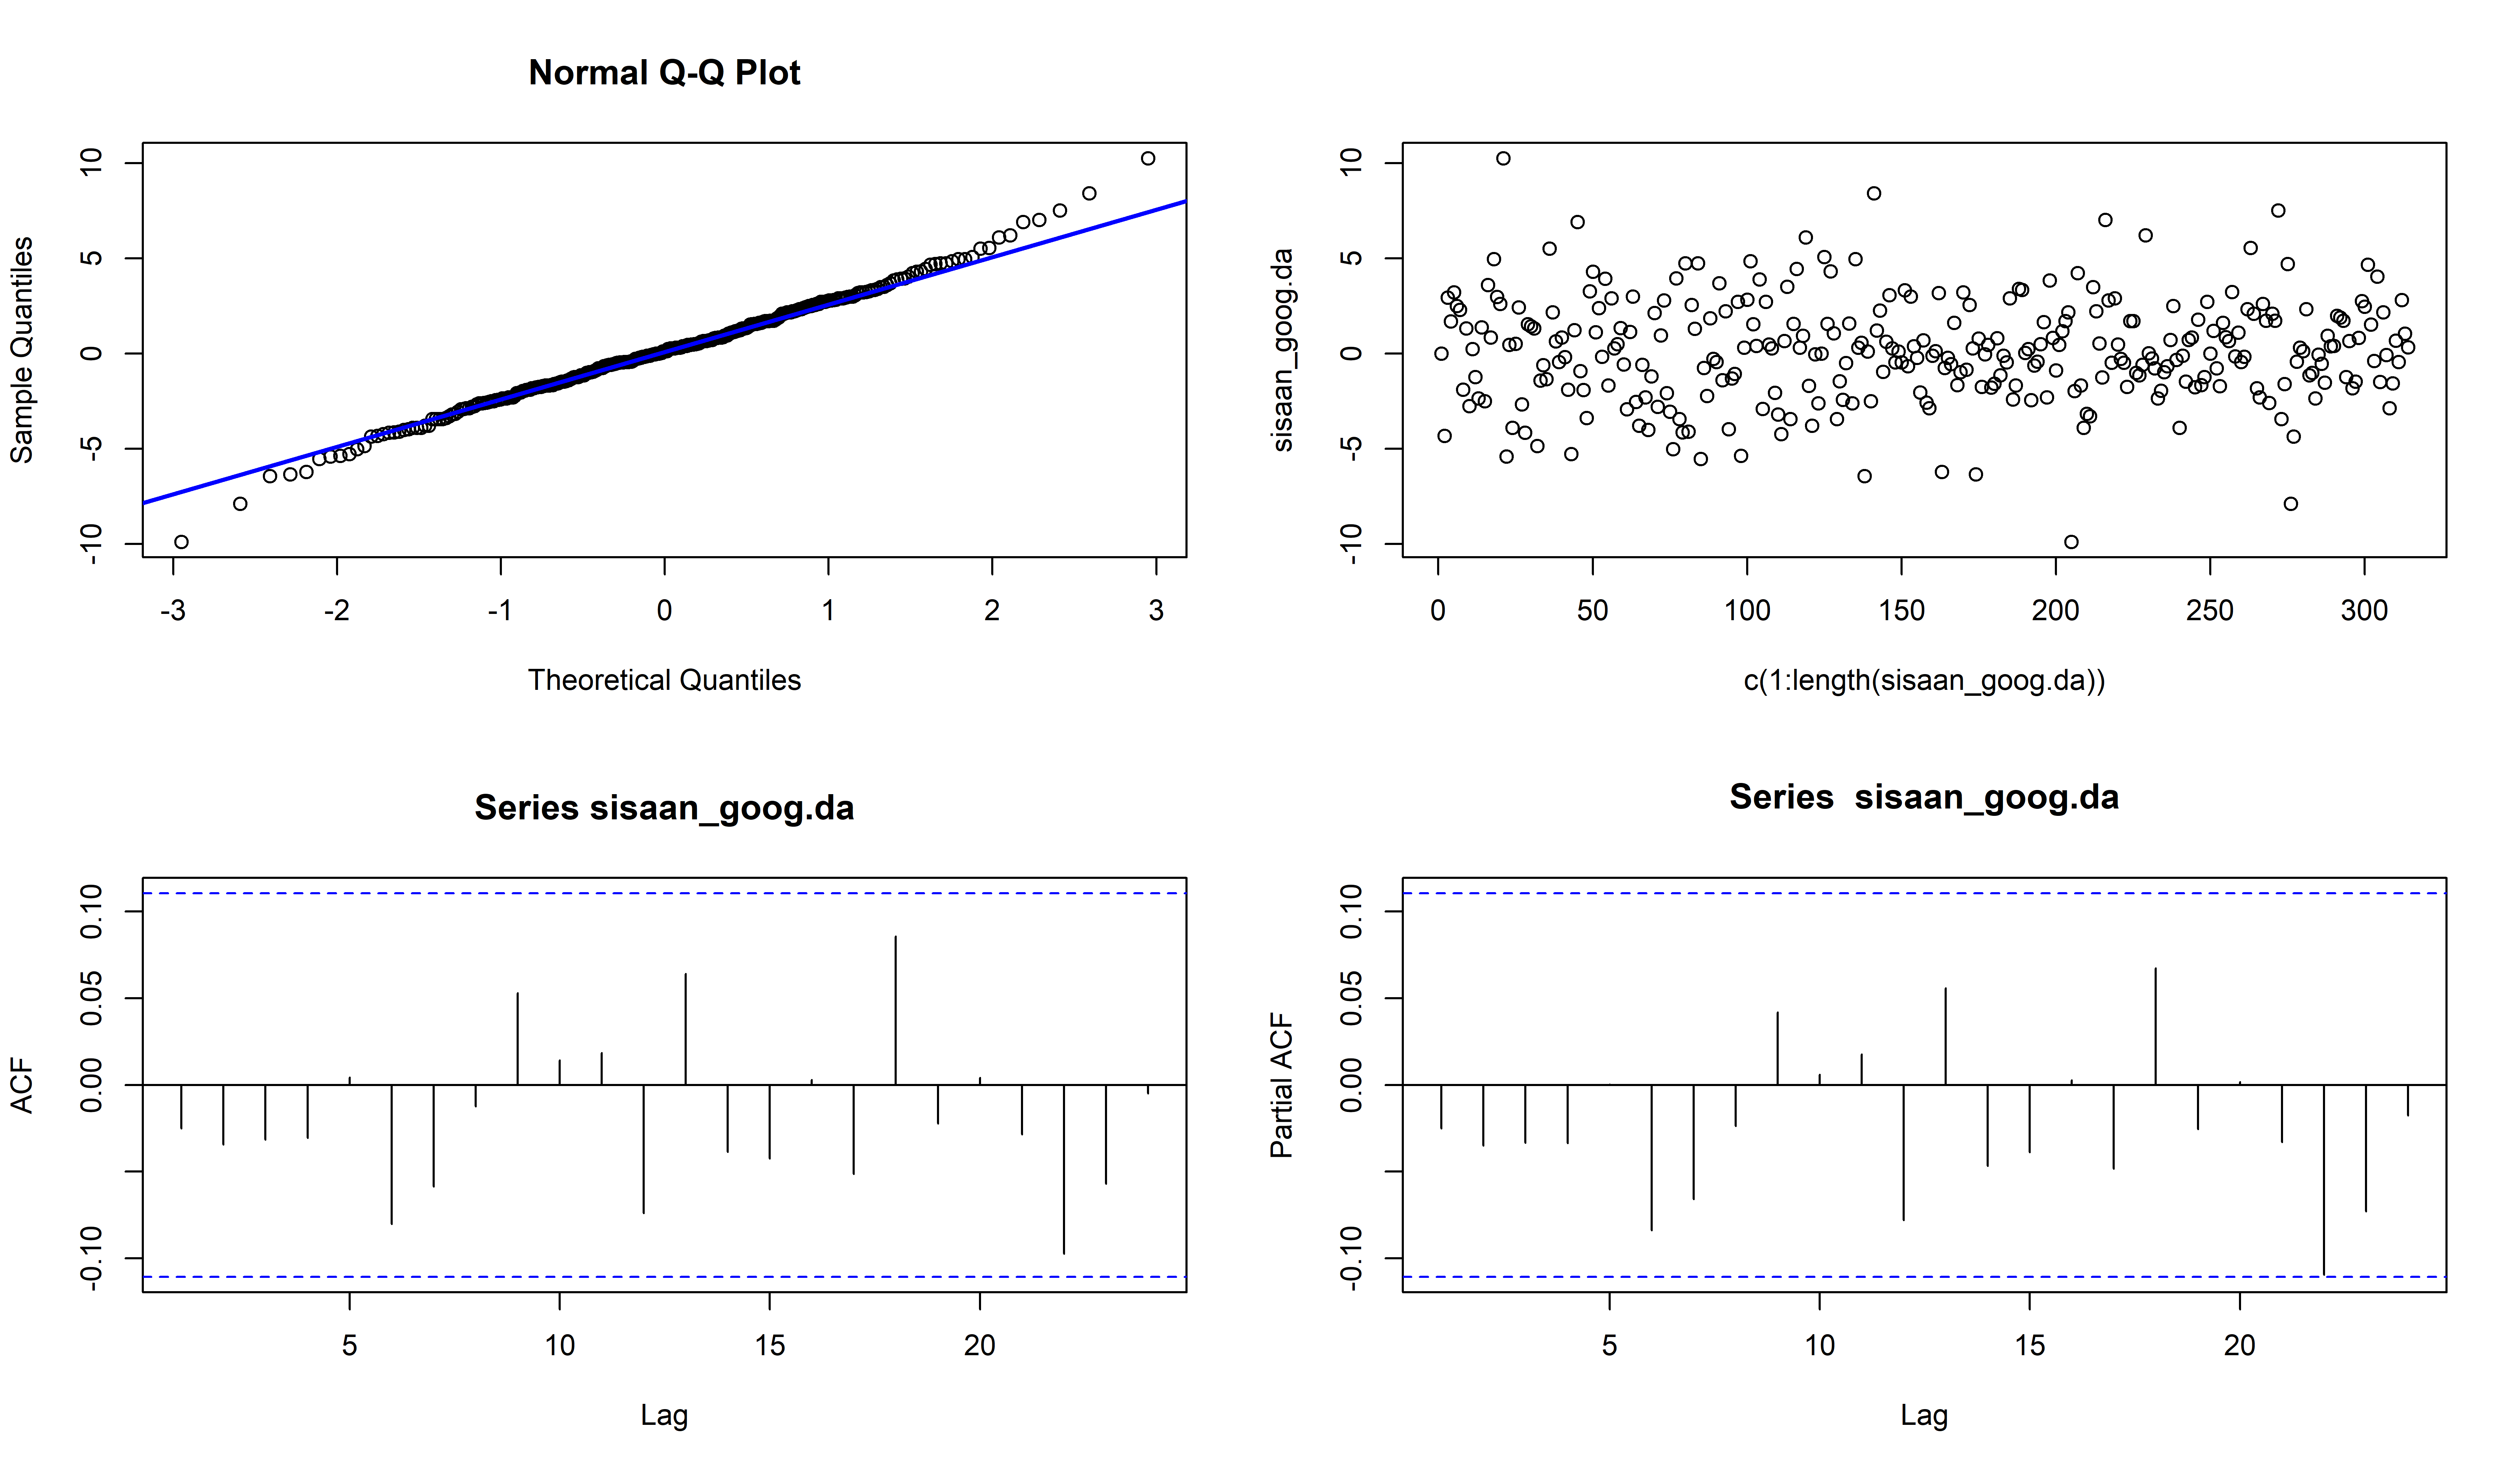 Normal Q-Q Plot
Sample Quantiles
10
5
0
-5
-10
-3 -2 -1 0 1 2 3
Theoretical Quantiles
sisaan_goog.da
10
5
0
-5
-10
0 50 100 150 200 250 300
c(1:length(sisaan_goog.da))
Series sisaan_goog.da
ACF
0.10
0.05
0.00
-0.10
5 10 15 20
Lag
Series sisaan_goog.da
Partial ACF
0.10
0.05
0.00
-0.10
5 10 15 20
Lag